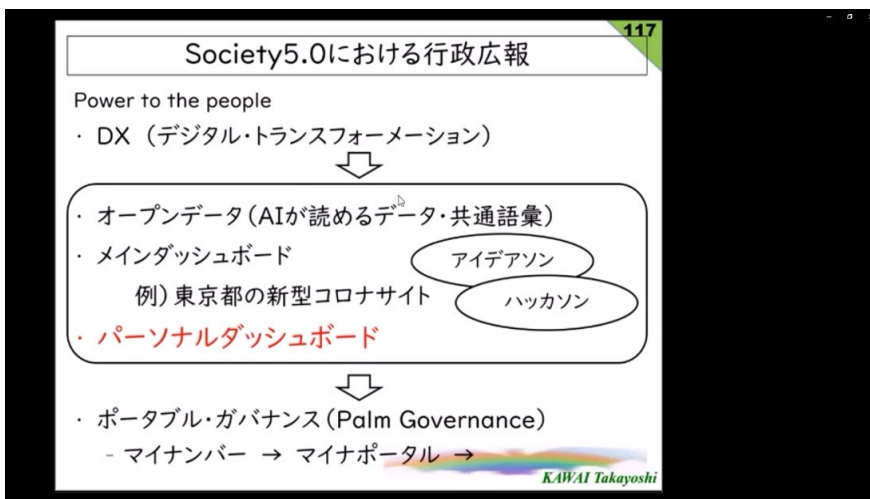 117
Society5.0における行政広報
Power to the people
・ DX（デジタル・トランスフォーメーション）
・ オープンデータ（AIが読めるデータ・共通語彙）
・ メインダッシュボード
アイデアソン
例）東京都の新型コロナサイト
ハッカソン
・ パーソナルダッシュボード
・ ポータブル・ガバナンス（Palm Governance）
- マイナンバー → マイナポータル →
KAWAI Takayoshi